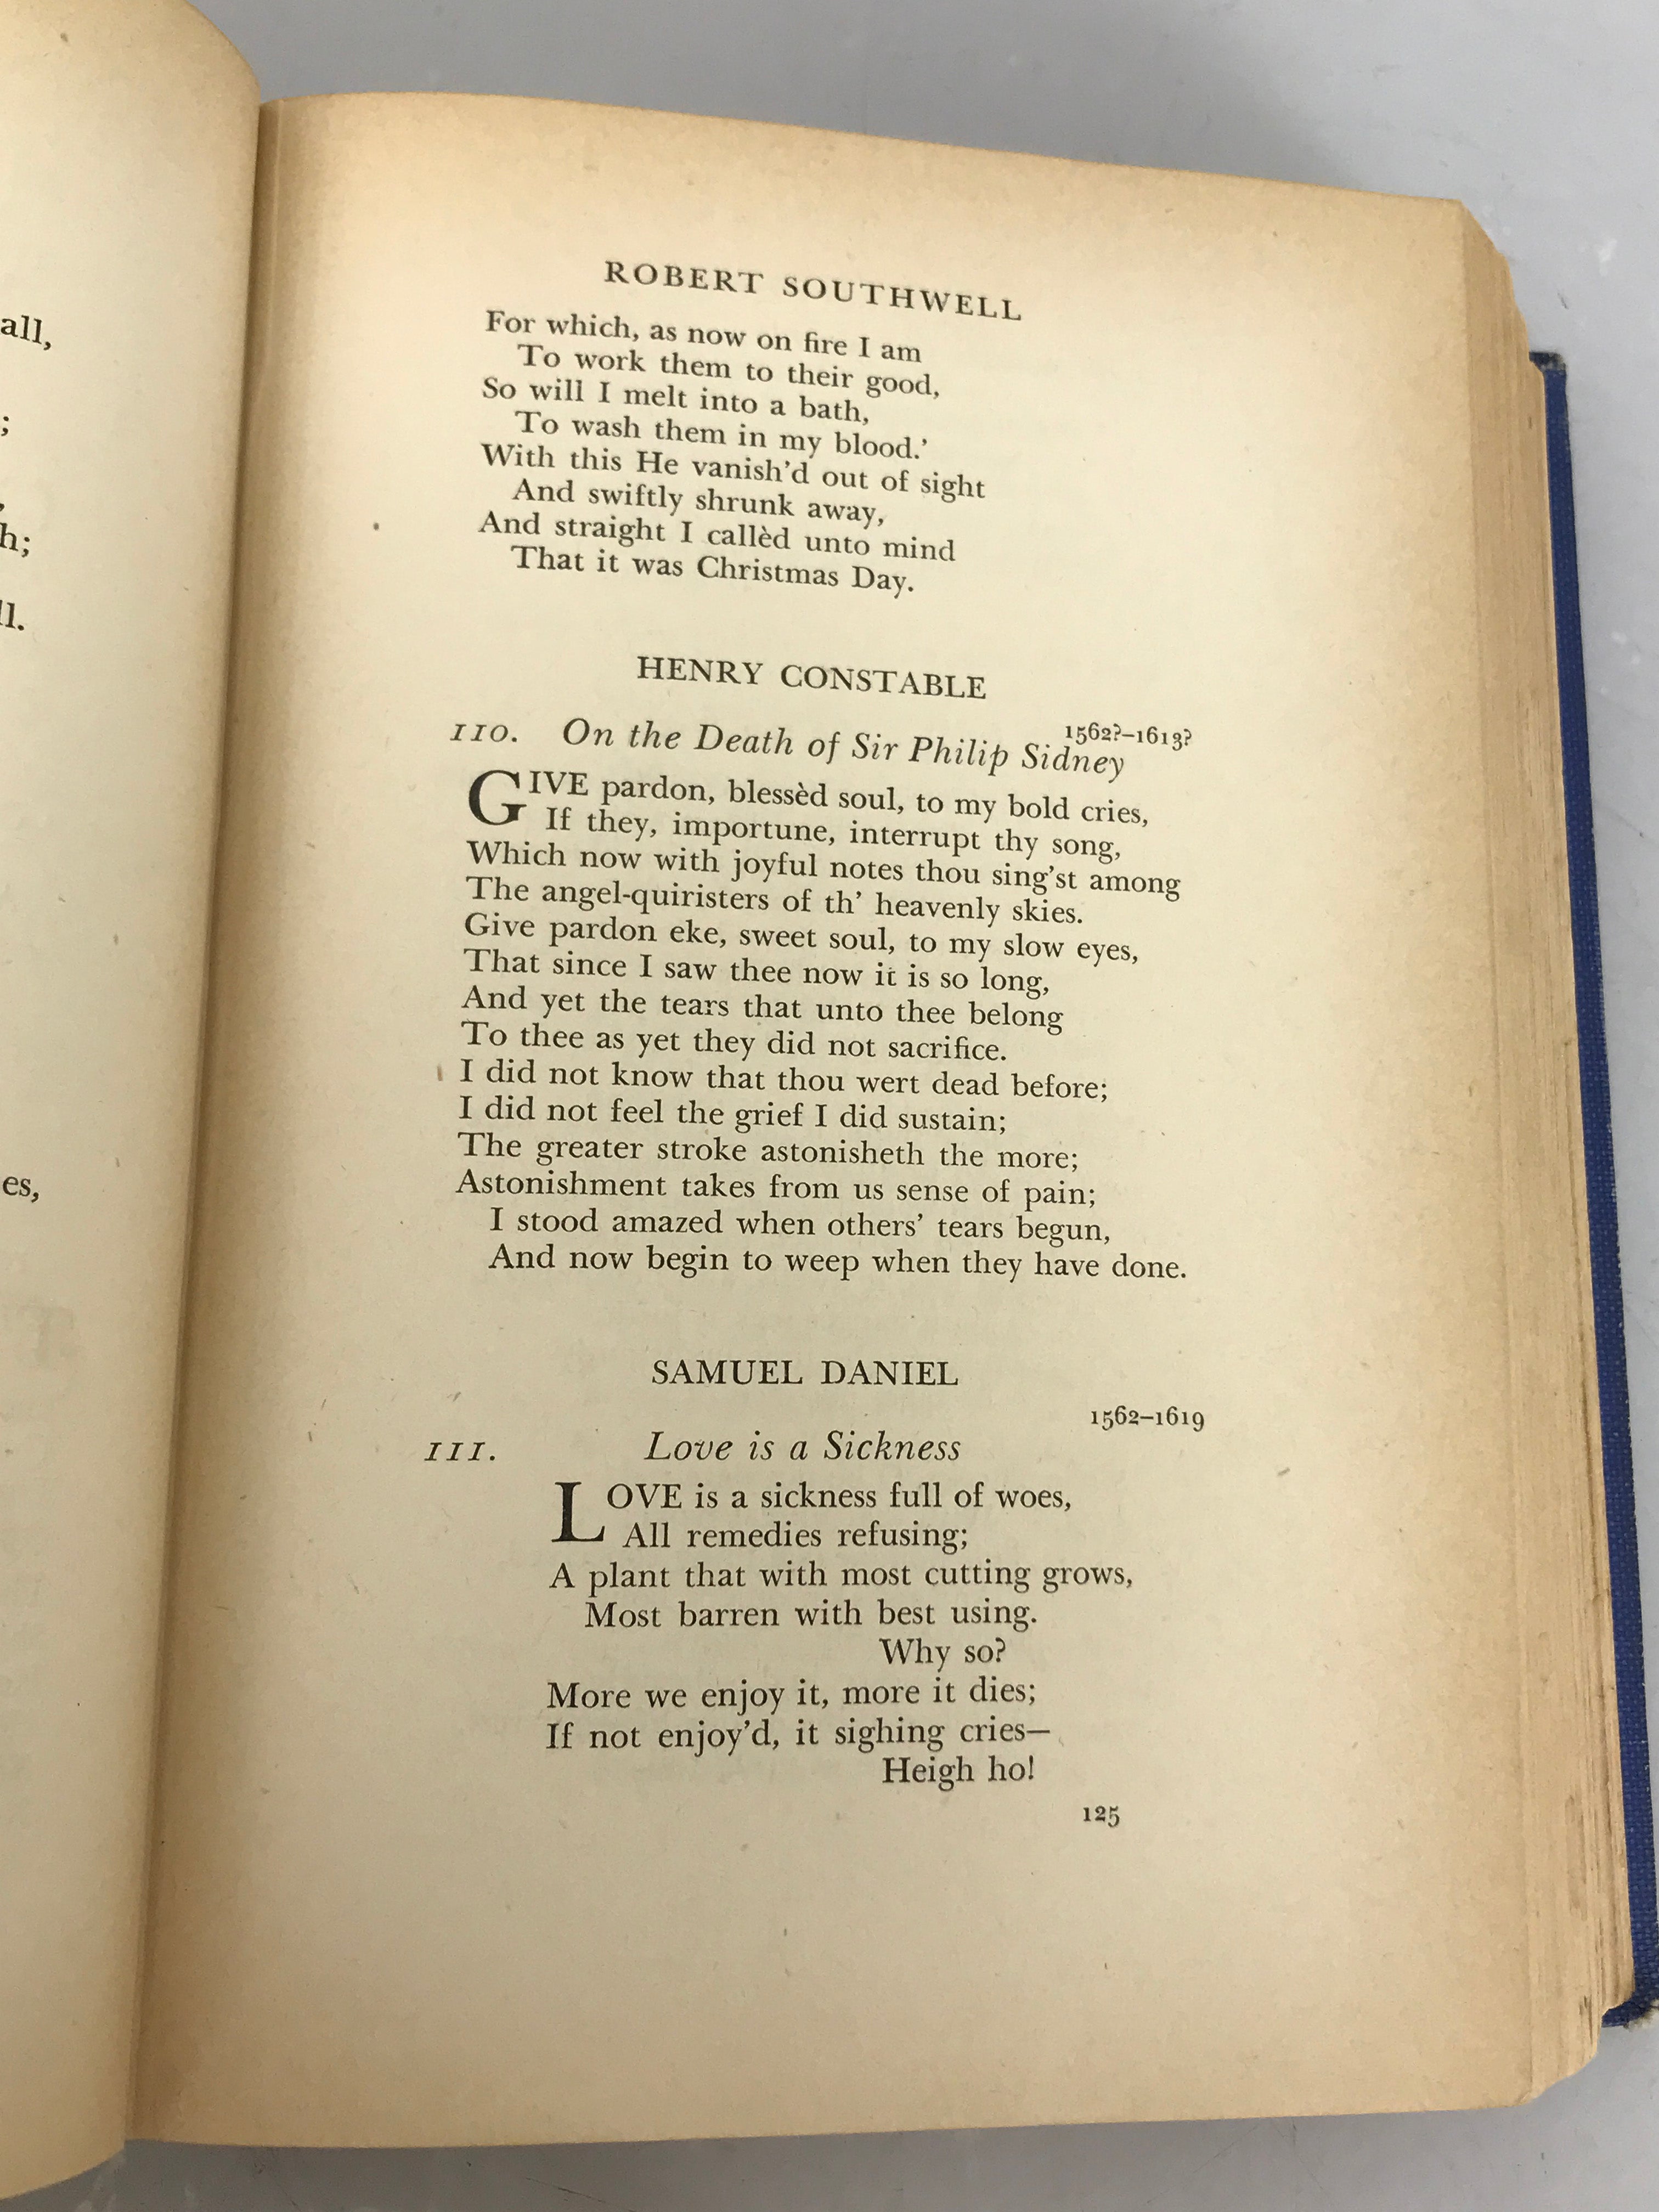 all,
;
,
h;
ll.
es,
ROBERT SOUTHWELL
For which, as now on fire I am
To work them to their good,
So will I melt into a bath,
To wash them in my blood.'
With this He vanish'd out of sight
And swiftly shrunk away,
And straight I callèd unto mind
That it was Christmas Day.
HENRY CONSTABLE
1562?–1613?
110. On the Death of Sir Philip Sidney
GIVE pardon, blessèd soul, to my bold cries,
If they, importune, interrupt thy song,
Which now with joyful notes thou sing'st among
The angel-quiristers of th' heavenly skies.
Give pardon eke, sweet soul, to my slow eyes,
That since I saw thee now it is so long,
And yet the tears that unto thee belong
To thee as yet they did not sacrifice.
I did not know that thou wert dead before;
I did not feel the grief I did sustain;
The greater stroke astonisheth the more;
Astonishment takes from us sense of pain;
I stood amazed when others' tears begun,
And now begin to weep when they have done.
SAMUEL DANIEL
1562–1619
111. Love is a Sickness
LOVE is a sickness full of woes,
All remedies refusing;
A plant that with most cutting grows,
Most barren with best using.
Why so?
More we enjoy it, more it dies;
If not enjoy'd, it sighing cries—
Heigh ho!
125